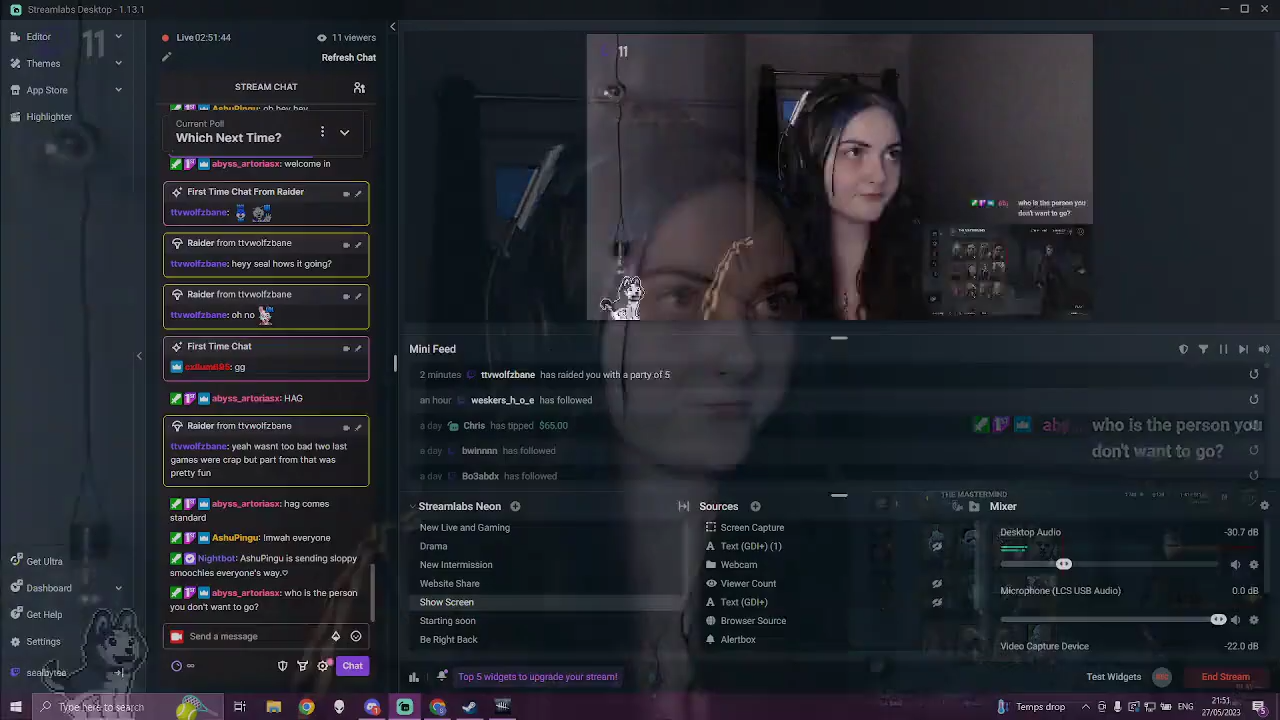 Streamlabs Desktop - 1.13.1
Editor
11
Themes
App Store
Highlighter
Get Ultra
Dashboard
Get Help
Settings
Live 02:51:44
11 viewers
Refresh Chat
STREAM CHAT
AshuPingu: oh hey hey
Current Poll
Which Next Time?
abyss_artoriasx: welcome in
First Time Chat From Raider
ttvwolfzbane:
Raider from ttvwolfzbane
ttvwolfzbane: heyy seal hows it going?
Raider from ttvwolfzbane
ttvwolfzbane: oh no
First Time Chat
gg
abyss_artoriasx: HAG
Raider from ttvwolfzbane
ttvwolfzbane: yeah wasnt too bad two last
games were crap but part from that was
pretty fun
abyss_artoriasx: hag comes
standard
AshuPingu: !mwah everyone
Nightbot: AshuPingu is sending sloppy
smoochies everyone's way.♡
abyss_artoriasx: who is the person
you don't want to go?
Send a message
∞
Chat
11
aby
who is the person you
don't want to go?
Mini Feed
2 minutes ttvwolfzbane has raided you with a party of 5
an hour weskers_h_o_e has followed
a day Chris has tipped $65.00
a day bwinnnn has followed
a day Bo3abdx has followed
aby...
who is the person you
don't want to go?
THE MASTERMIND
Streamlabs Neon
New Live and Gaming
Drama
New Intermission
Website Share
Show Screen
Starting soon
Be Right Back
Sources
Screen Capture
Text (GDI+) (1)
Webcam
Viewer Count
Text (GDI+)
Browser Source
Alertbox
Mixer
Desktop Audio
-30.7 dB
Microphone (LCS USB Audio)
0.0 dB
Video Capture Device
-22.0 dB
Top 5 widgets to upgrade your stream!
Test Widgets
REC
End Stream
Type here to search
Temps drop
ENG
21:51
27/05/2023